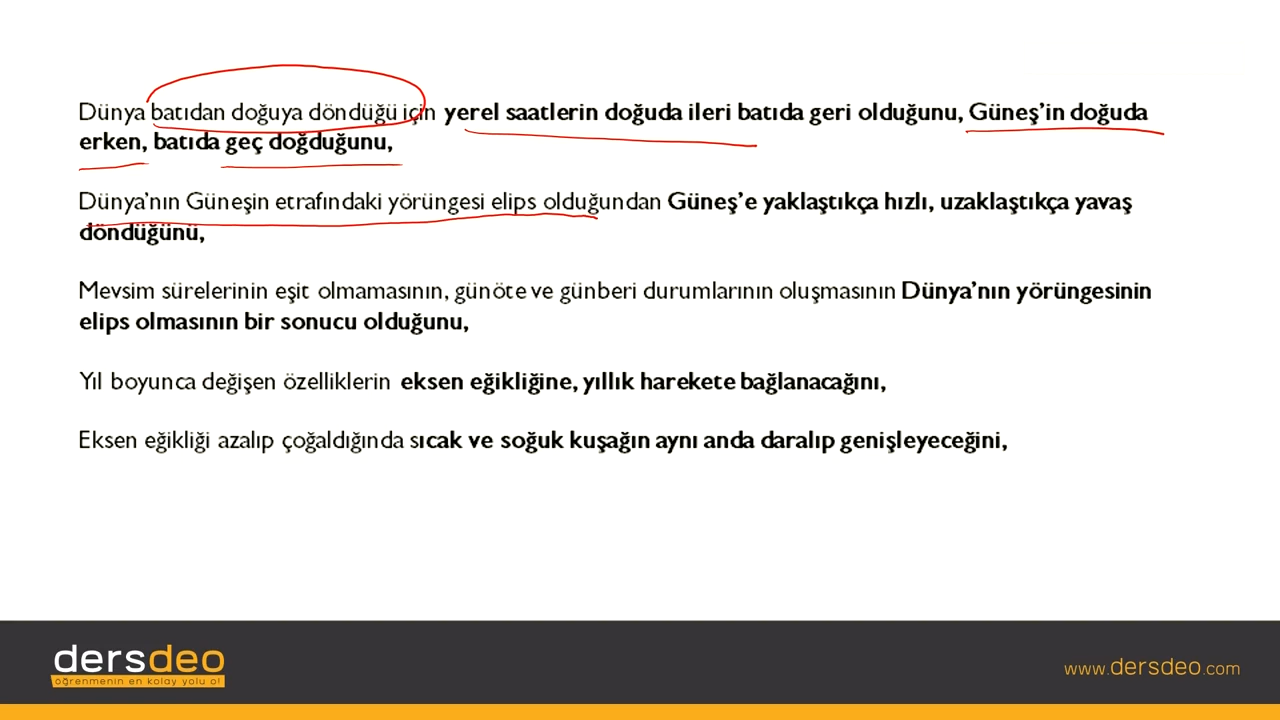 Dünya batıdan doğuya döndüğü için yerel saatlerin doğuda ileri batıda geri olduğunu, Güneş'in doğuda
erken, batıda geç doğduğunu,
Dünya'nın Güneşin etrafındaki yörüngesi elips olduğundan Güneş'e yaklaştıkça hızlı, uzaklaştıkça yavaş
döndüğünü,
Mevsim sürelerinin eşit olmamasının, günöte ve günberi durumlarının oluşmasının Dünya'nın yörüngesinin
elips olmasının bir sonucu olduğunu,
Yıl boyunca değişen özelliklerin eksen eğikliğine, yıllık harekete bağlanacağını,
Eksen eğikliği azalıp çoğaldığında sıcak ve soğuk kuşağın aynı anda daralıp genişleyeceğini,
dersdeo
öğrenmenin en kolay yolu o!
www.dersdeo.com